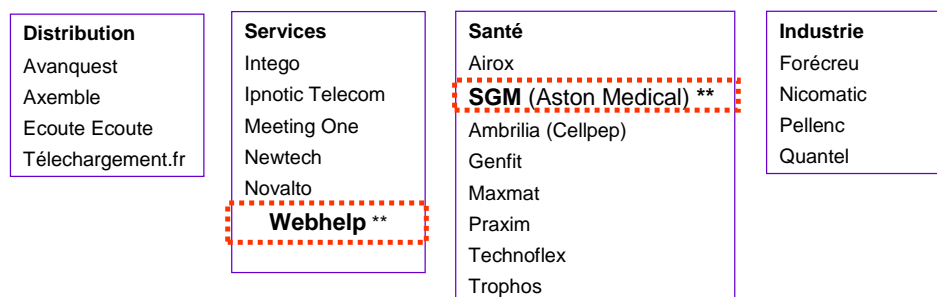 Distribution
Avanquest
Axemble
Ecoute Ecoute
Télechargement.fr
Services
Intego
Ipnotic Telecom
Meeting One
Newtech
Novalto
Webhelp **
Santé
Airox
SGM (Aston Medical) **
Ambrilia (Cellpep)
Genfit
Maxmat
Praxim
Technoflex
Trophos
Industrie
Forécreu
Nicomatic
Pellenc
Quantel